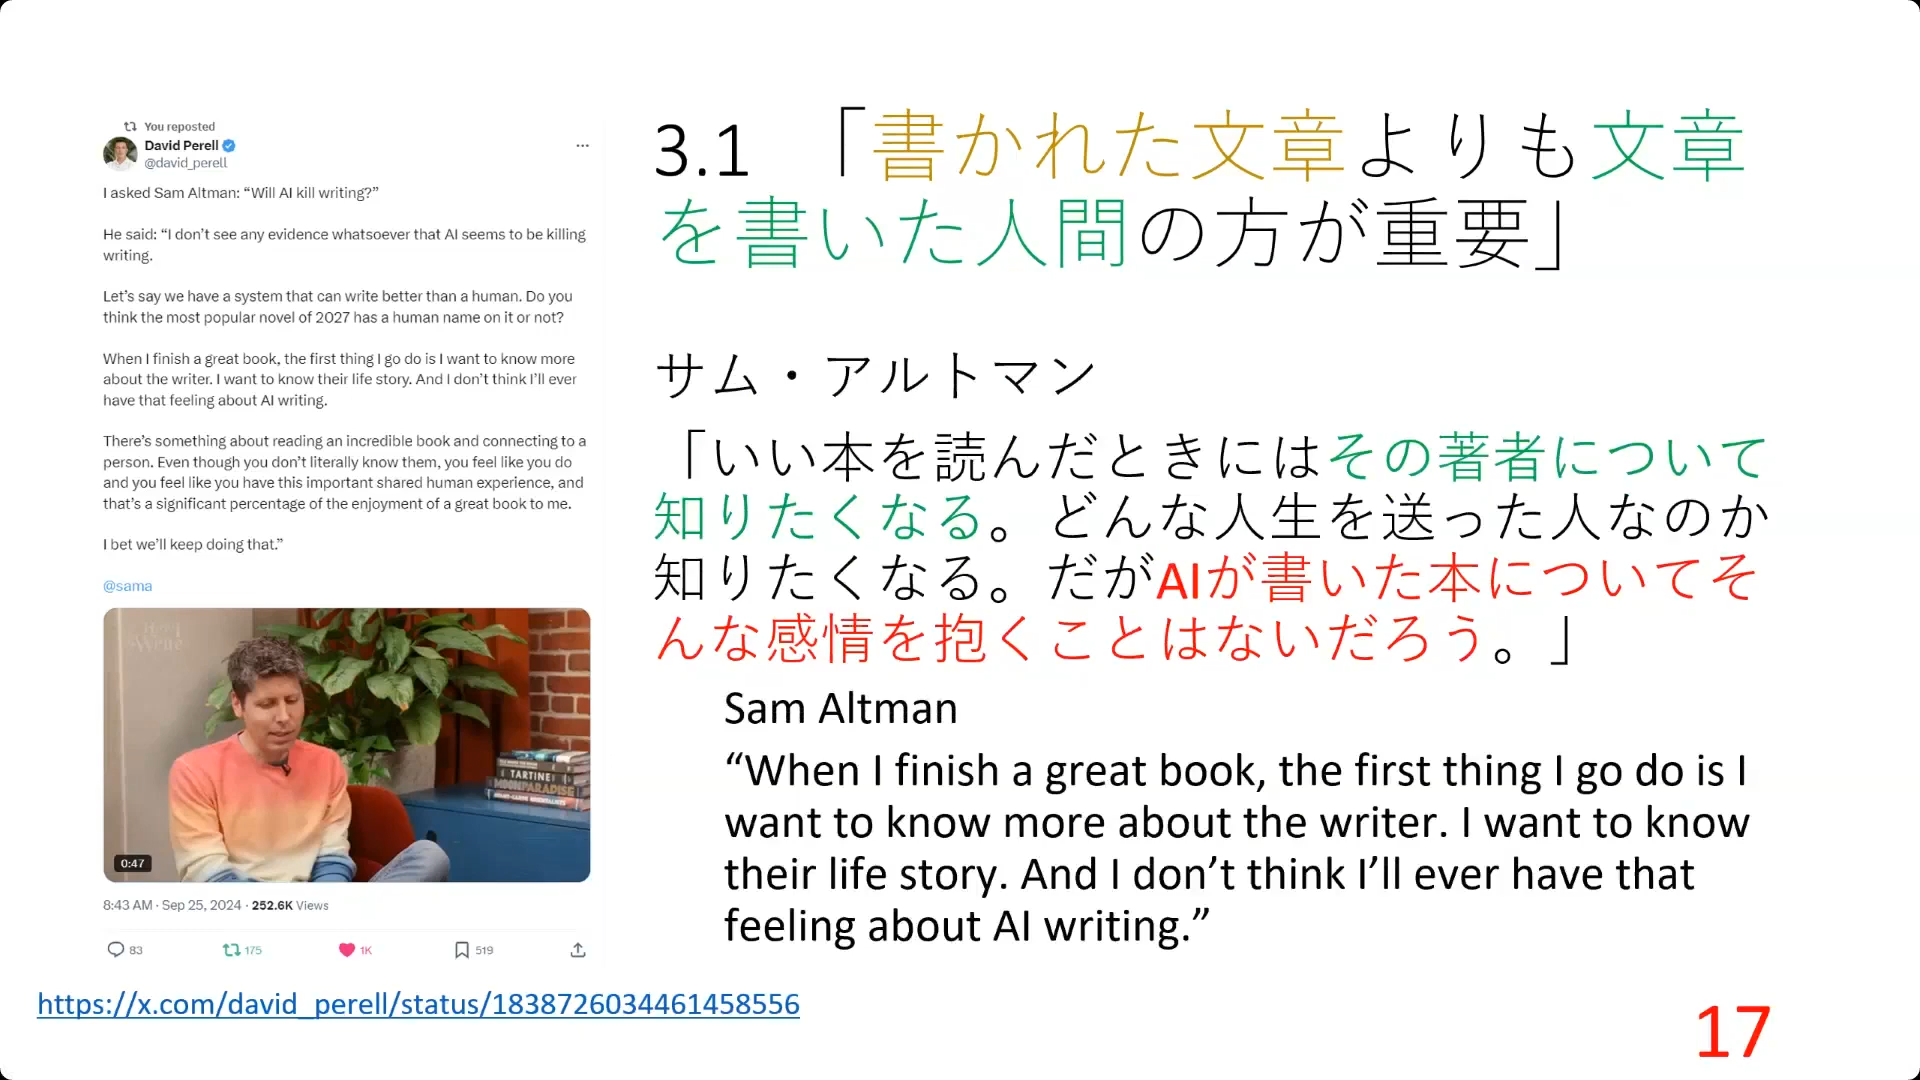 You reposted
David Perell
@david_perell
I asked Sam Altman: “Will AI kill writing?”
He said: “I don’t see any evidence whatsoever that AI seems to be killing
writing.
Let’s say we have a system that can write better than a human. Do you
think the most popular novel of 2027 has a human name on it or not?
When I finish a great book, the first thing I go do is I want to know more
about the writer. I want to know their life story. And I don’t think I’ll ever
have that feeling about AI writing.
There’s something about reading an incredible book and connecting to a
person. Even though you don’t literally know them, you feel like you do
and you feel like you have this important shared human experience, and
that’s a significant percentage of the enjoyment of a great book to me.
I bet we’ll keep doing that.”
@sama
TARTINE
MOONPARADISE
0:47
8:43 AM · Sep 25, 2024 · 252.6K Views
83 175 1K 519
https://x.com/david_perell/status/1838726034461458556
3.1 「書かれた文章よりも文章
を書いた人間の方が重要」
サム・アルトマン
「いい本を読んだときにはその著者について
知りたくなる。どんな人生を送った人なのか
知りたくなる。だがAIが書いた本についてそ
んな感情を抱くことはないだろう。」
Sam Altman
“When I finish a great book, the first thing I go do is I
want to know more about the writer. I want to know
their life story. And I don’t think I’ll ever have that
feeling about AI writing.”
17